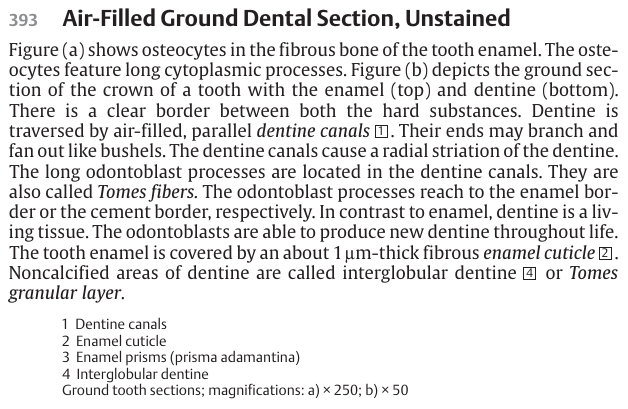 393 Air-Filled Ground Dental Section, Unstained
Figure (a) shows osteocytes in the fibrous bone of the tooth enamel. The oste-
ocytes feature long cytoplasmic processes. Figure (b) depicts the ground sec-
tion of the crown of a tooth with the enamel (top) and dentine (bottom).
There is a clear border between both the hard substances. Dentine is
traversed by air-filled, parallel dentine canals 1. Their ends may branch and
fan out like bushels. The dentine canals cause a radial striation of the dentine.
The long odontoblast processes are located in the dentine canals. They are
also called Tomes fibers. The odontoblast processes reach to the enamel bor-
der or the cement border, respectively. In contrast to enamel, dentine is a liv-
ing tissue. The odontoblasts are able to produce new dentine throughout life.
The tooth enamel is covered by an about 1 µm-thick fibrous enamel cuticle 2.
Noncalcified areas of dentine are called interglobular dentine 4 or Tomes
granular layer.
1 Dentine canals
2 Enamel cuticle
3 Enamel prisms (prisma adamantina)
4 Interglobular dentine
Ground tooth sections; magnifications: a) × 250; b) × 50